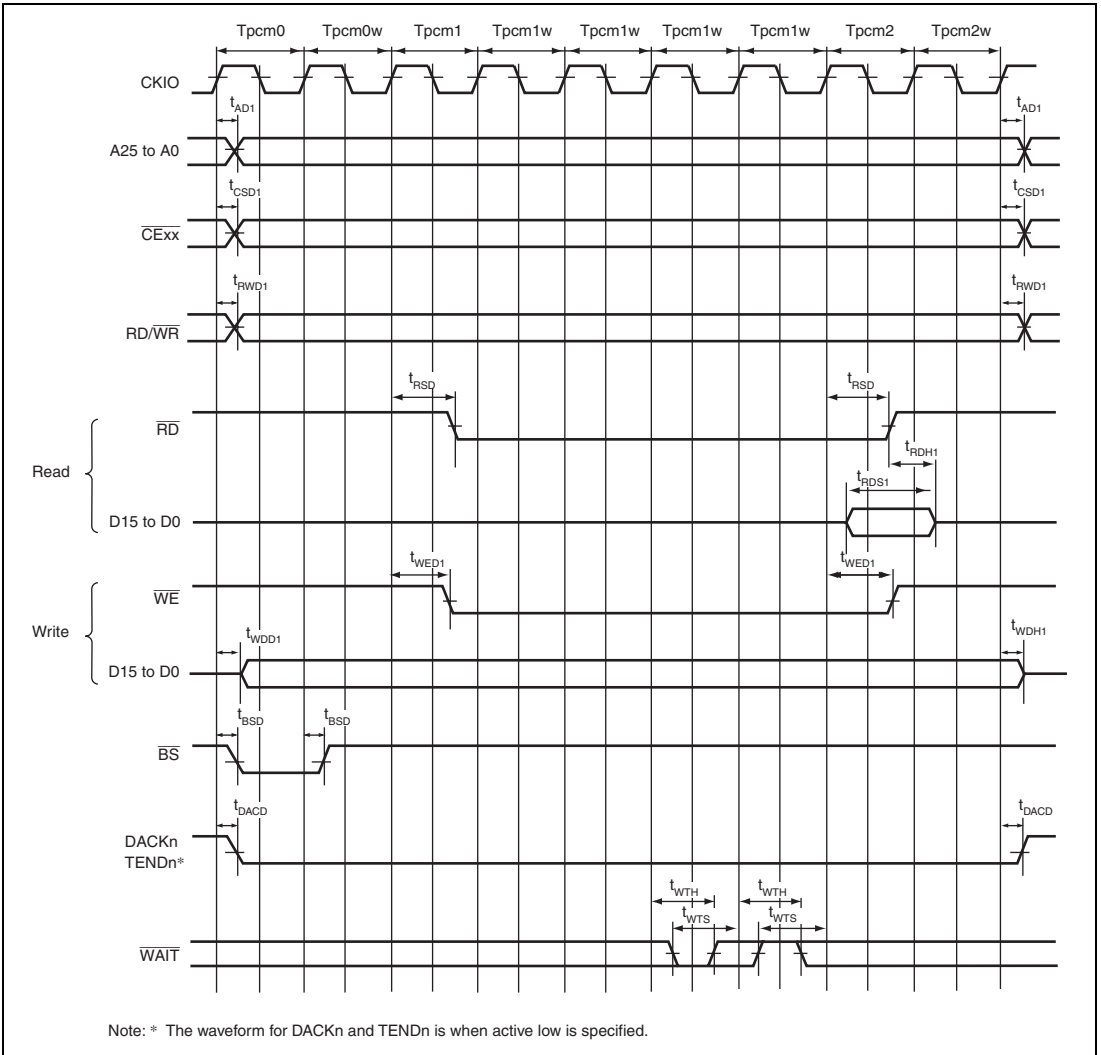 Tpcm0 Tpcm0w Tpcm1 Tpcm1w Tpcm1w Tpcm1w Tpcm1w Tpcm2 Tpcm2w
CKIO
tAD1 tAD1
A25 to A0
tCSD1 tCSD1
CExx
tRWD1 tRWD1
RD/WR
tRSD tRSD
RD
tRDH1
Read
tRDS1
D15 to D0
tWED1 tWED1
WE
Write
tWDD1 tWDH1
D15 to D0
tBSD tBSD
BS
tDACD tDACD
DACKn
TENDn*
tWTH tWTH
tWTS tWTS
WAIT
Note: * The waveform for DACKn and TENDn is when active low is specified.